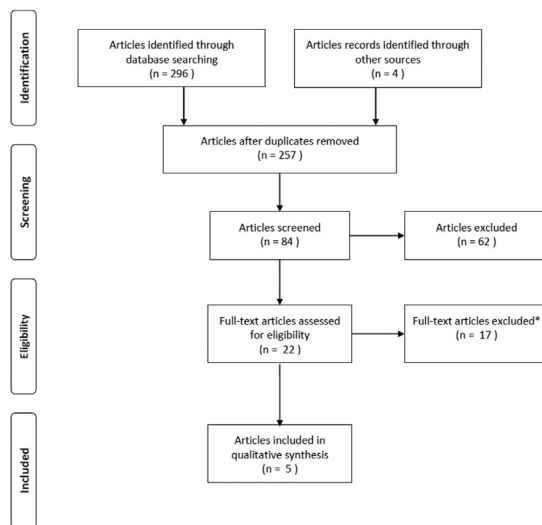 Identification
Articles identified through
database searching
(n = 296)
Articles records identified through
other sources
(n = 4 )
Articles after duplicates removed
(n = 257 )
Screening
Articles screened
(n = 84 )
Articles excluded
(n = 62 )
Eligibility
Full-text articles assessed
for eligibility
(n = 22 )
Full-text articles excluded*
(n = 17 )
Included
Articles included in
qualitative synthesis
(n = 5 )